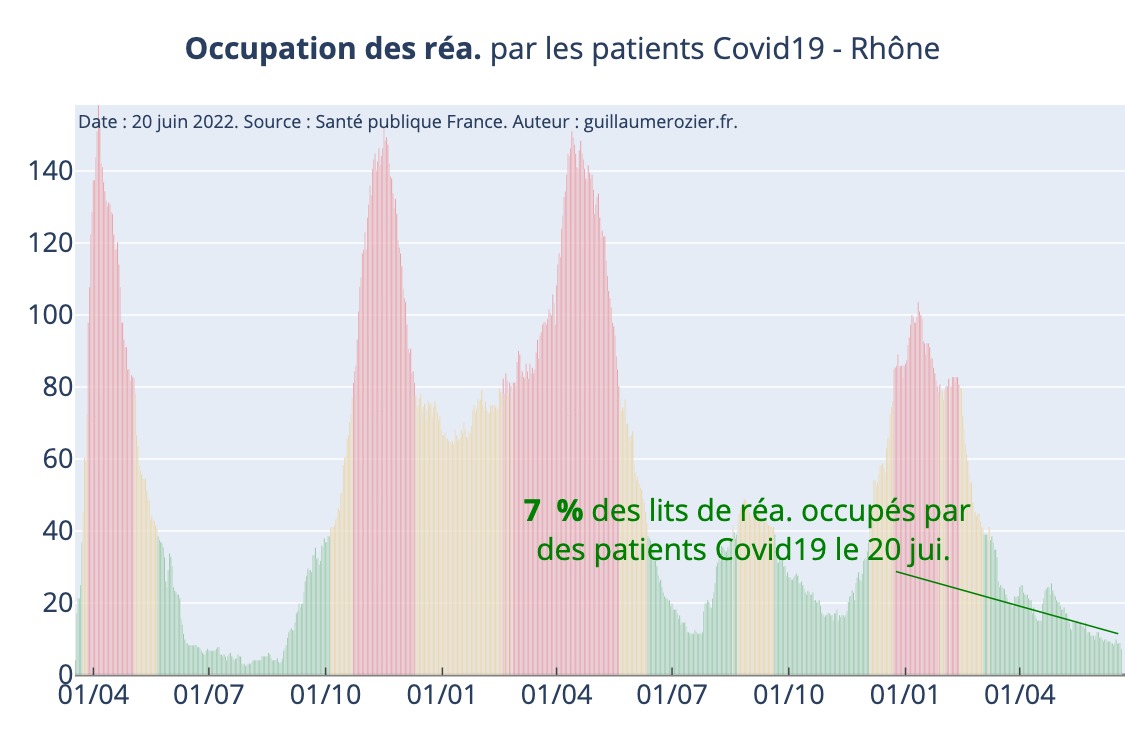 Occupation des réa. par les patients Covid19 - Rhône
Date : 20 juin 2022. Source : Santé publique France. Auteur : guillaumerozier.fr.
140
120
100
80
60
40
20
0
7 % des lits de réa. occupés par
des patients Covid19 le 20 jui.
01/04 01/07 01/10 01/01 01/04 01/07 01/10 01/01 01/04